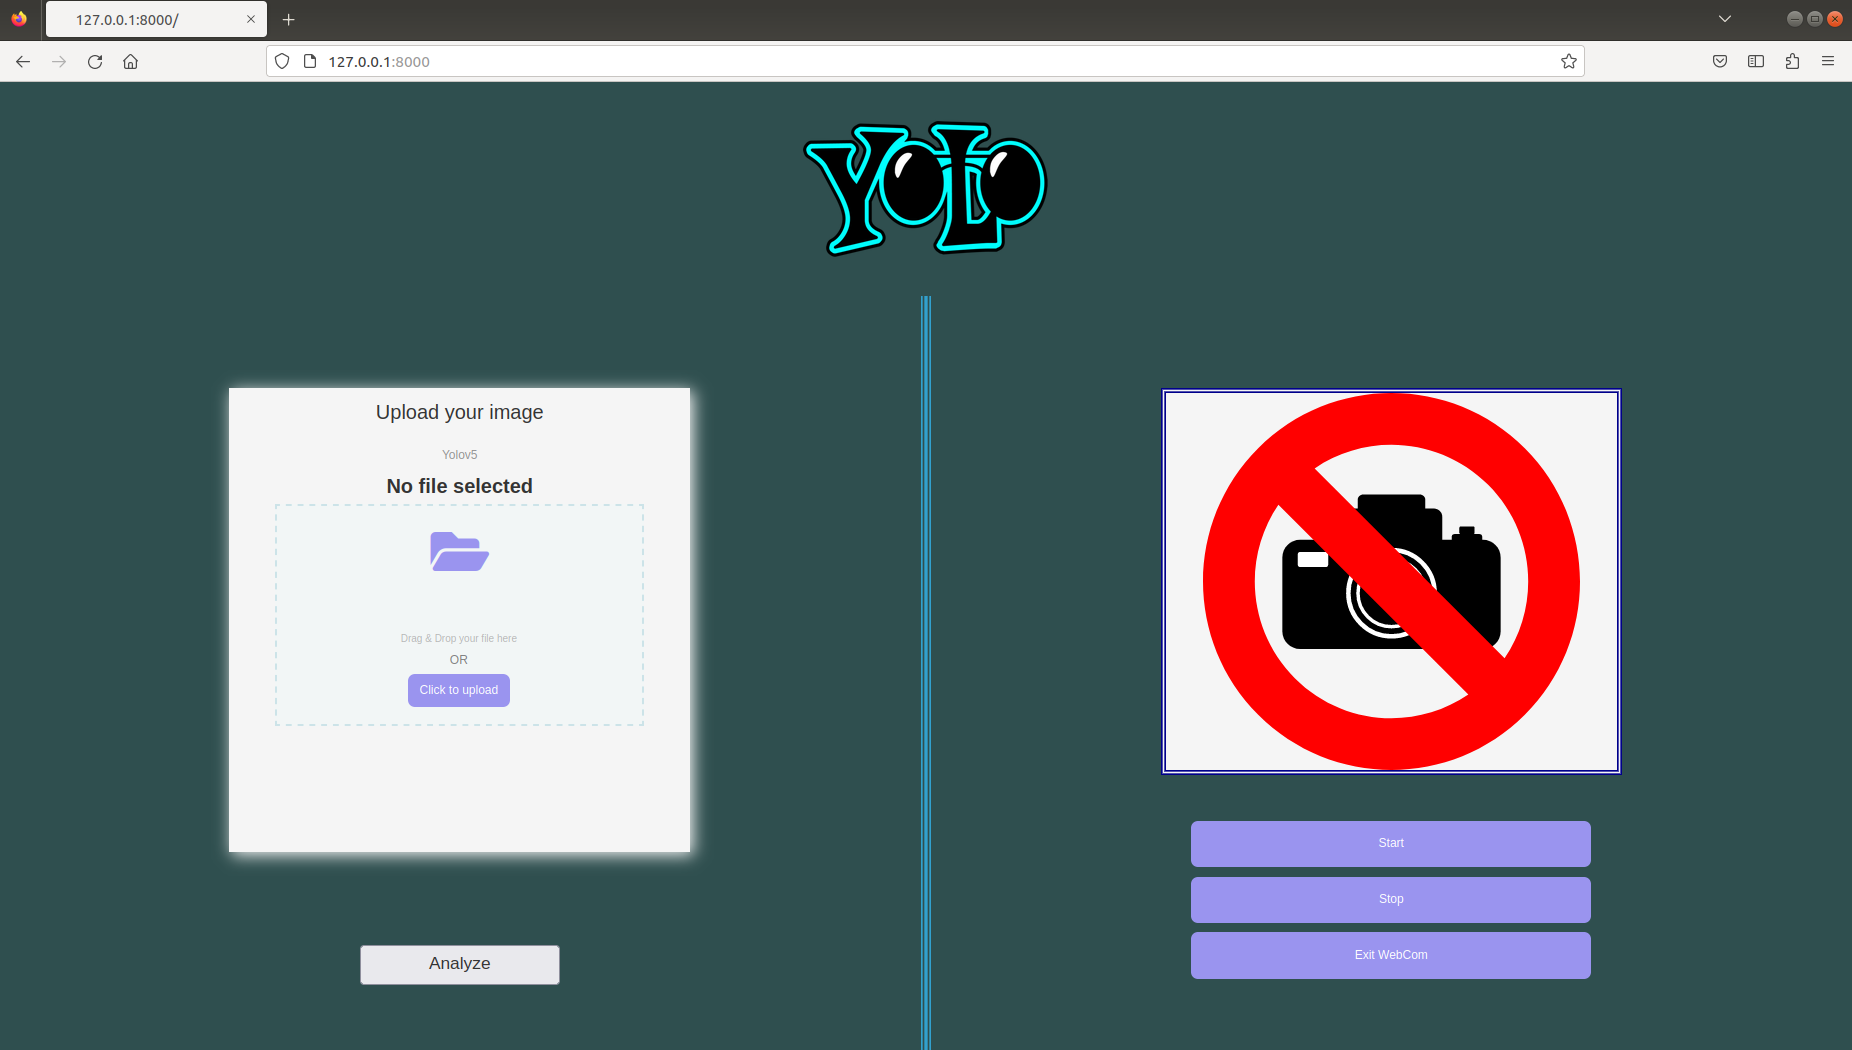 127.0.0.1:8000/
127.0.0.1:8000
YOLO
Upload your image
Yolov5
No file selected
Drag & Drop your file here
OR
Click to upload
Analyze
Start
Stop
Exit WebCom